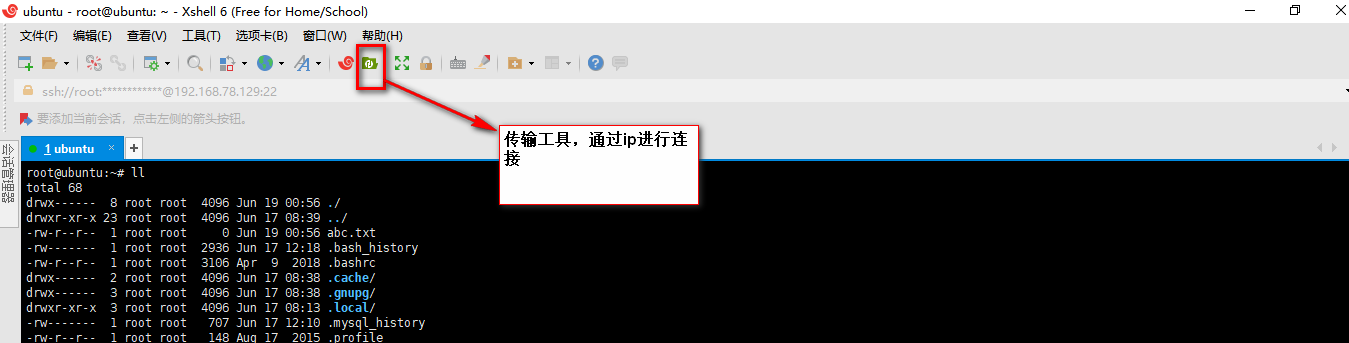 ubuntu - root@ubuntu: ~ - Xshell 6 (Free for Home/School)
文件(F) 编辑(E) 查看(V) 工具(T) 选项卡(B) 窗口(W) 帮助(H)
ssh://root:************@192.168.78.129:22
要添加当前会话，点击左侧的箭头按钮。
传输工具，通过ip进行连
接
会话管理器
1 ubuntu × +
root@ubuntu:~# ll
total 68
drwx------  8 root root  4096 Jun 19 00:56 ./
drwxr-xr-x 23 root root  4096 Jun 17 08:39 ../
-rw-r--r--  1 root root     0 Jun 19 00:56 abc.txt
-rw-------  1 root root  2936 Jun 17 12:18 .bash_history
-rw-r--r--  1 root root  3106 Apr  9  2018 .bashrc
drwx------  2 root root  4096 Jun 17 08:38 .cache/
drwx------  3 root root  4096 Jun 17 08:38 .gnupg/
drwxr-xr-x  3 root root  4096 Jun 17 08:13 .local/
-rw-------  1 root root   707 Jun 17 12:10 .mysql_history
-rw-r--r--  1 root root   148 Aug 17  2015 .profile